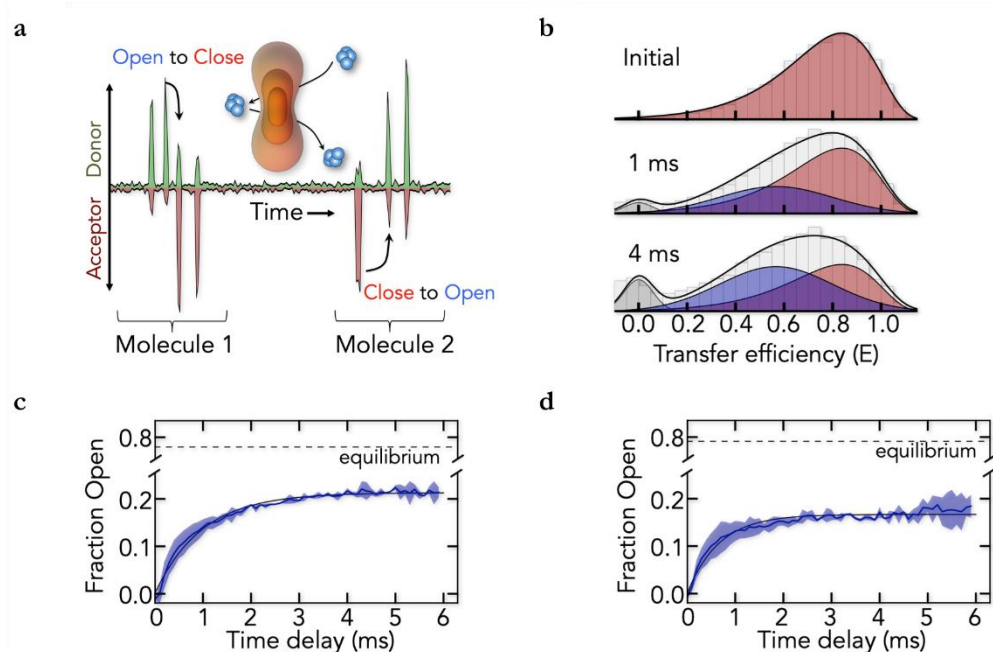 a
Open to Close
Donor
Acceptor
Time
Close to Open
Molecule 1
Molecule 2
b
Initial
1 ms
4 ms
0.0 0.2 0.4 0.6 0.8 1.0
Transfer efficiency (E)
c
0.8
equilibrium
0.2
0.1
0.0
Fraction Open
0 1 2 3 4 5 6
Time delay (ms)
d
0.8
equilibrium
0.2
0.1
0.0
Fraction Open
0 1 2 3 4 5 6
Time delay (ms)